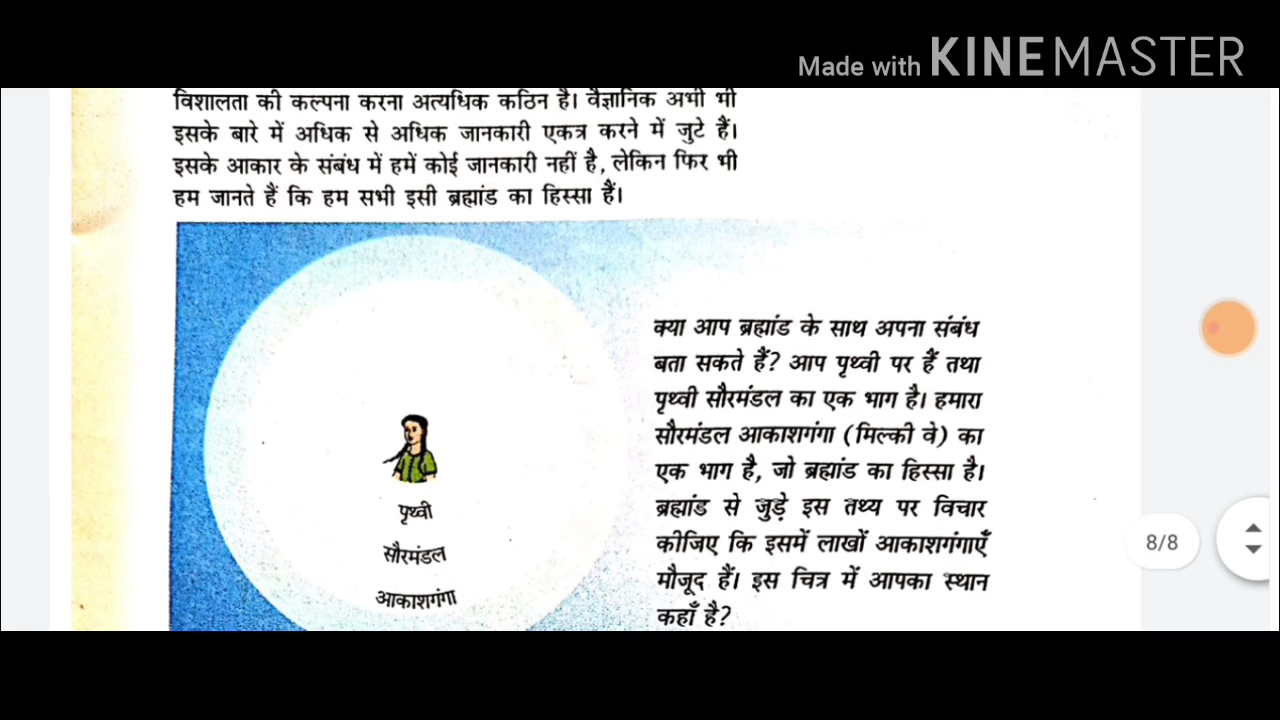 Made with KINEMASTER
विशालता की कल्पना करना अत्यधिक कठिन है। वैज्ञानिक अभी भी
इसके बारे में अधिक से अधिक जानकारी एकत्र करने में जुटे हैं।
इसके आकार के संबंध में हमें कोई जानकारी नहीं है, लेकिन फिर भी
हम जानते हैं कि हम सभी इसी ब्रह्मांड का हिस्सा हैं।
पृथ्वी
सौरमंडल
आकाशगंगा
क्या आप ब्रह्मांड के साथ अपना संबंध
बता सकते हैं? आप पृथ्वी पर हैं तथा
पृथ्वी सौरमंडल का एक भाग है। हमारा
सौरमंडल आकाशगंगा (मिल्की वे) का
एक भाग है, जो ब्रह्मांड का हिस्सा है।
ब्रह्मांड से जुड़े इस तथ्य पर विचार
कीजिए कि इसमें लाखों आकाशगंगाएँ
मौजूद हैं। इस चित्र में आपका स्थान
कहाँ है?
8/8